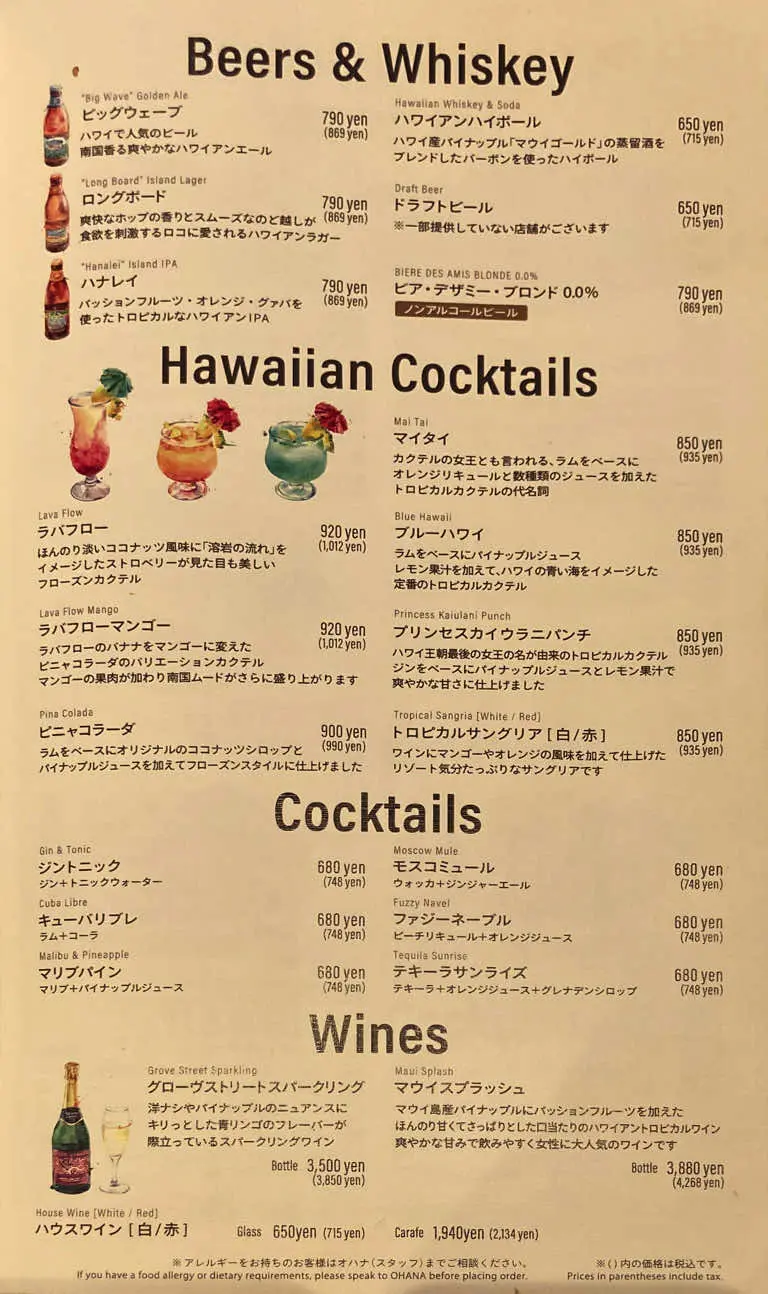 Beers & Whiskey
"Big Wave" Golden Ale
ビッグウェーブ
790 yen
(869 yen)
ハワイで人気のビール
南国香る爽やかなハワイアンエール
"Long Board" Island Lager
ロングボード
790 yen
(869 yen)
爽快なホップの香りとスムーズなのど越しが
食欲を刺激するロコに愛されるハワイアンラガー
"Hanalei" Island IPA
ハナレイ
790 yen
(869 yen)
パッションフルーツ・オレンジ・グァバを
使ったトロピカルなハワイアンIPA
Hawaiian Whiskey & Soda
ハワイアンハイボール
650 yen
(715 yen)
ハワイ産パイナップル「マウイゴールド」の蒸留酒を
ブレンドしたバーボンを使ったハイボール
Draft Beer
ドラフトビール
650 yen
(715 yen)
※一部提供していない店舗がございます
BIERE DES AMIS BLONDE 0.0%
ビア・デザミー・ブロンド 0.0%
790 yen
(869 yen)
ノンアルコールビール
Hawaiian Cocktails
Lava Flow
ラバフロー
920 yen
(1,012 yen)
ほんのり淡いココナッツ風味に「溶岩の流れ」を
イメージしたストロベリーが見た目も美しい
フローズンカクテル
Lava Flow Mango
ラバフローマンゴー
920 yen
(1,012 yen)
ラバフローのバナナをマンゴーに変えた
ピニャコラーダのバリエーションカクテル
マンゴーの果肉が加わり南国ムードがさらに盛り上がります
Pina Colada
ピニャコラーダ
900 yen
(990 yen)
ラムをベースにオリジナルのココナッツシロップと
パイナップルジュースを加えてフローズンスタイルに仕上げました
Mai Tai
マイタイ
850 yen
(935 yen)
カクテルの女王とも言われる、ラムをベースに
オレンジリキュールと数種類のジュースを加えた
トロピカルカクテルの代名詞
Blue Hawaii
ブルーハワイ
850 yen
(935 yen)
ラムをベースにパイナップルジュース
レモン果汁を加えて、ハワイの青い海をイメージした
定番のトロピカルカクテル
Princess Kaiulani Punch
プリンセスカイウラニパンチ
850 yen
(935 yen)
ハワイ王朝最後の女王の名が由来のトロピカルカクテル
ジンをベースにパイナップルジュースとレモン果汁で
爽やかな甘さに仕上げました
Tropical Sangria [White / Red]
トロピカルサングリア [ 白 / 赤 ]
850 yen
(935 yen)
ワインにマンゴーやオレンジの風味を加えて仕上げた
リゾート気分たっぷりなサングリアです
Cocktails
Gin & Tonic
ジントニック
680 yen
(748 yen)
ジン+トニックウォーター
Cuba Libre
キューバリブレ
680 yen
(748 yen)
ラム+コーラ
Malibu & Pineapple
マリブパイン
680 yen
(748 yen)
マリブ+パイナップルジュース
Moscow Mule
モスコミュール
680 yen
(748 yen)
ウォッカ+ジンジャーエール
Fuzzy Navel
ファジーネーブル
680 yen
(748 yen)
ピーチリキュール+オレンジジュース
Tequila Sunrise
テキーラサンライズ
680 yen
(748 yen)
テキーラ+オレンジジュース+グレナデンシロップ
Wines
Grove Street Sparkling
グローヴストリートスパークリング
洋ナシやパイナップルのニュアンスに
キリっとした青リンゴのフレーバーが
際立っているスパークリングワイン
Bottle 3,500 yen
(3,850 yen)
Maui Splash
マウイスプラッシュ
マウイ島産パイナップルにパッションフルーツを加えた
ほんのり甘くてさっぱりとした口当たりのハワイアントロピカルワイン
爽やかな甘みで飲みやすく女性に大人気のワインです
Bottle 3,880 yen
(4,268 yen)
House Wine [White / Red]
ハウスワイン [ 白 / 赤 ]
Glass 650yen (715 yen)
Carafe 1,940yen (2,134 yen)
※アレルギーをお持ちのお客様はオハナ(スタッフ)までご相談ください。
※( )内の価格は税込です。
If you have a food allergy or dietary requirements, please speak to OHANA before placing order.
Prices in parentheses include tax.